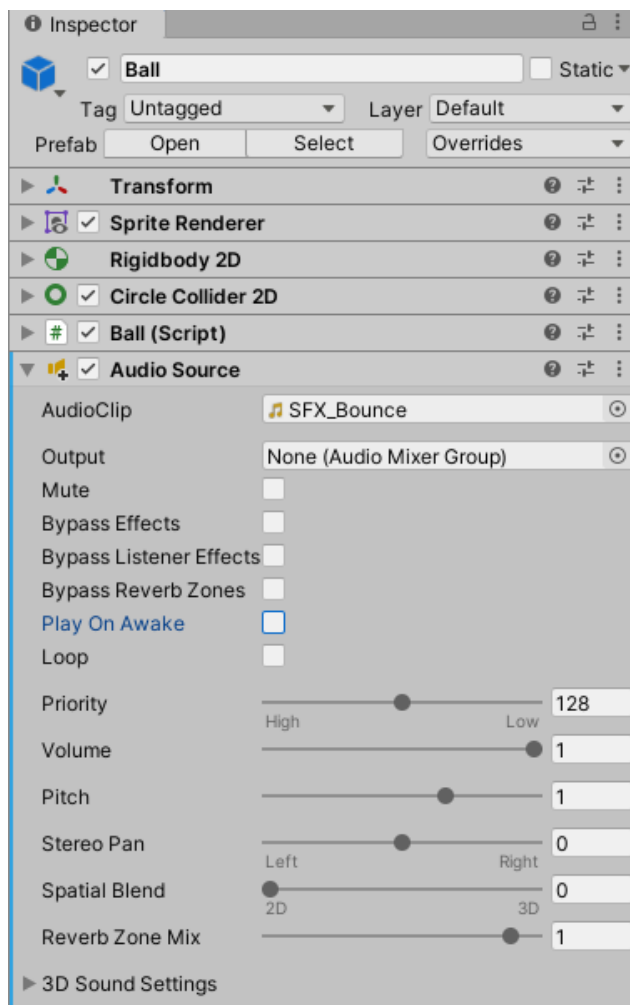 Inspector
Ball Static
Tag Untagged Layer Default
Prefab Open Select Overrides
Transform
Sprite Renderer
Rigidbody 2D
Circle Collider 2D
# Ball (Script)
Audio Source
AudioClip SFX_Bounce
Output None (Audio Mixer Group)
Mute
Bypass Effects
Bypass Listener Effects
Bypass Reverb Zones
Play On Awake
Loop
Priority 128
High Low
Volume 1
Pitch 1
Stereo Pan 0
Left Right
Spatial Blend 0
2D 3D
Reverb Zone Mix 1
3D Sound Settings